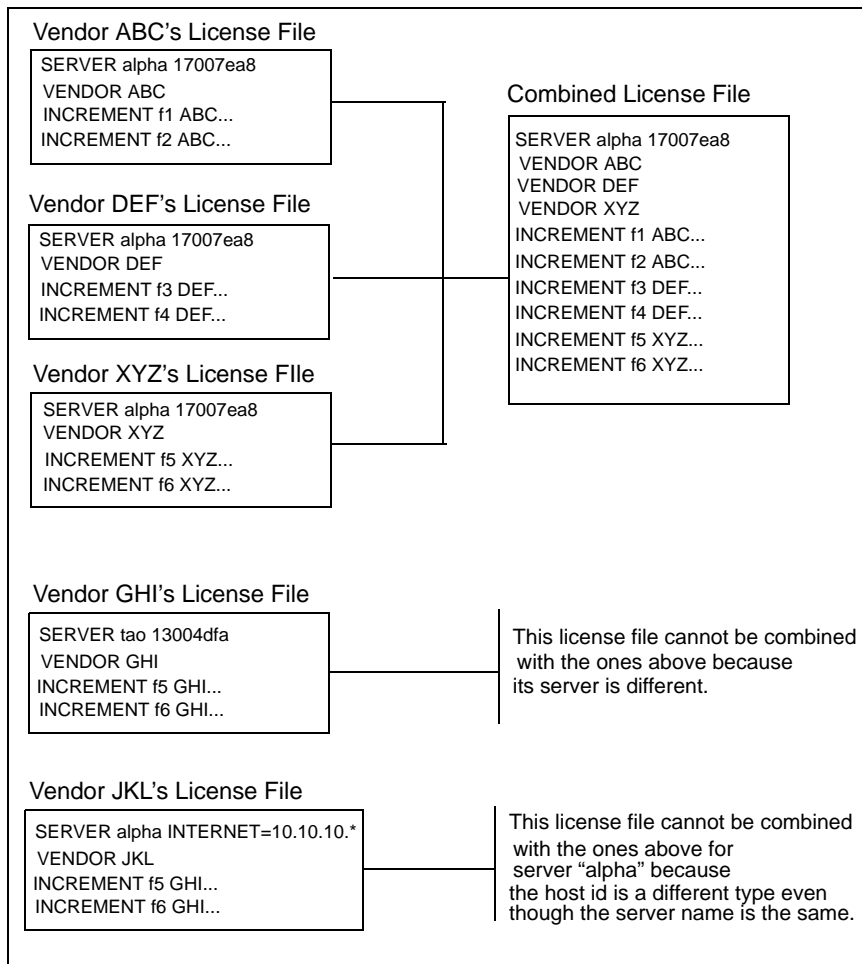 Vendor ABC's License File
SERVER alpha 17007ea8
VENDOR ABC
INCREMENT f1 ABC...
INCREMENT f2 ABC...
Vendor DEF's License File
SERVER alpha 17007ea8
VENDOR DEF
INCREMENT f3 DEF...
INCREMENT f4 DEF...
Vendor XYZ's License FIle
SERVER alpha 17007ea8
VENDOR XYZ
INCREMENT f5 XYZ...
INCREMENT f6 XYZ...
Combined License File
SERVER alpha 17007ea8
VENDOR ABC
VENDOR DEF
VENDOR XYZ
INCREMENT f1 ABC...
INCREMENT f2 ABC...
INCREMENT f3 DEF...
INCREMENT f4 DEF...
INCREMENT f5 XYZ...
INCREMENT f6 XYZ...
Vendor GHI's License File
SERVER tao 13004dfa
VENDOR GHI
INCREMENT f5 GHI...
INCREMENT f6 GHI...
This license file cannot be combined
with the ones above because
its server is different.
Vendor JKL's License File
SERVER alpha INTERNET=10.10.10.*
VENDOR JKL
INCREMENT f5 GHI...
INCREMENT f6 GHI...
This license file cannot be combined
with the ones above for
server “alpha” because
the host id is a different type even
though the server name is the same.